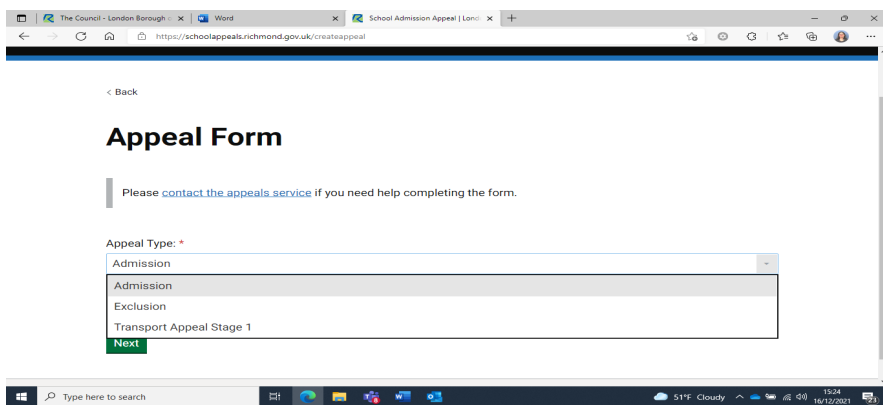 The Council - London Borough o
Word
School Admission Appeal | Lond
https://schoolappeals.richmond.gov.uk/createappeal
< Back
Appeal Form
Please contact the appeals service if you need help completing the form.
Appeal Type: *
Admission
Admission
Exclusion
Transport Appeal Stage 1
Next
Type here to search
51°F Cloudy
15:24
16/12/2021